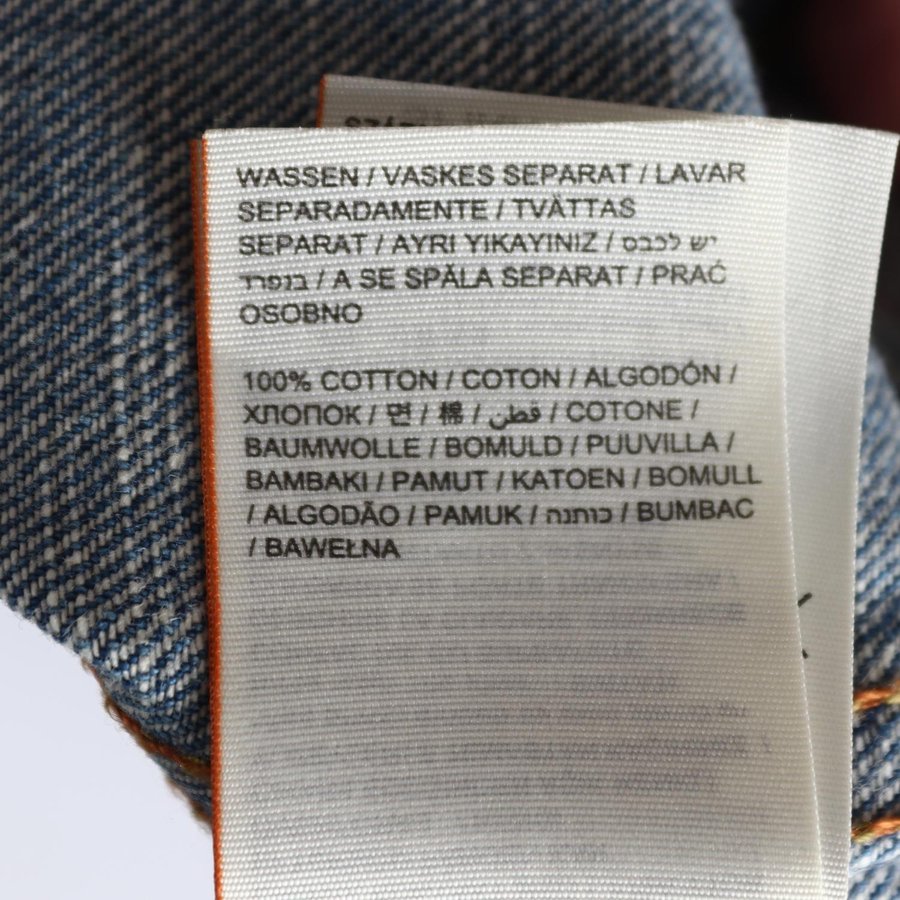 WASSEN / VASKES SEPARAT / LAVAR
SEPARADAMENTE / TVÄTTAS
SEPARAT / AYRI YIKAYINIZ / יש לכבס
בנפרד / A SE SPĂLA SEPARAT / PRAĆ
OSOBNO
100% COTTON / COTON / ALGODÓN /
ХЛОПОК / 면 / 棉 / قطن / COTONE /
BAUMWOLLE / BOMULD / PUUVILLA /
BAMBAKI / PAMUT / KATOEN / BOMULL
/ ALGODÃO / PAMUK / כותנה / BUMBAC
/ BAWEŁNA